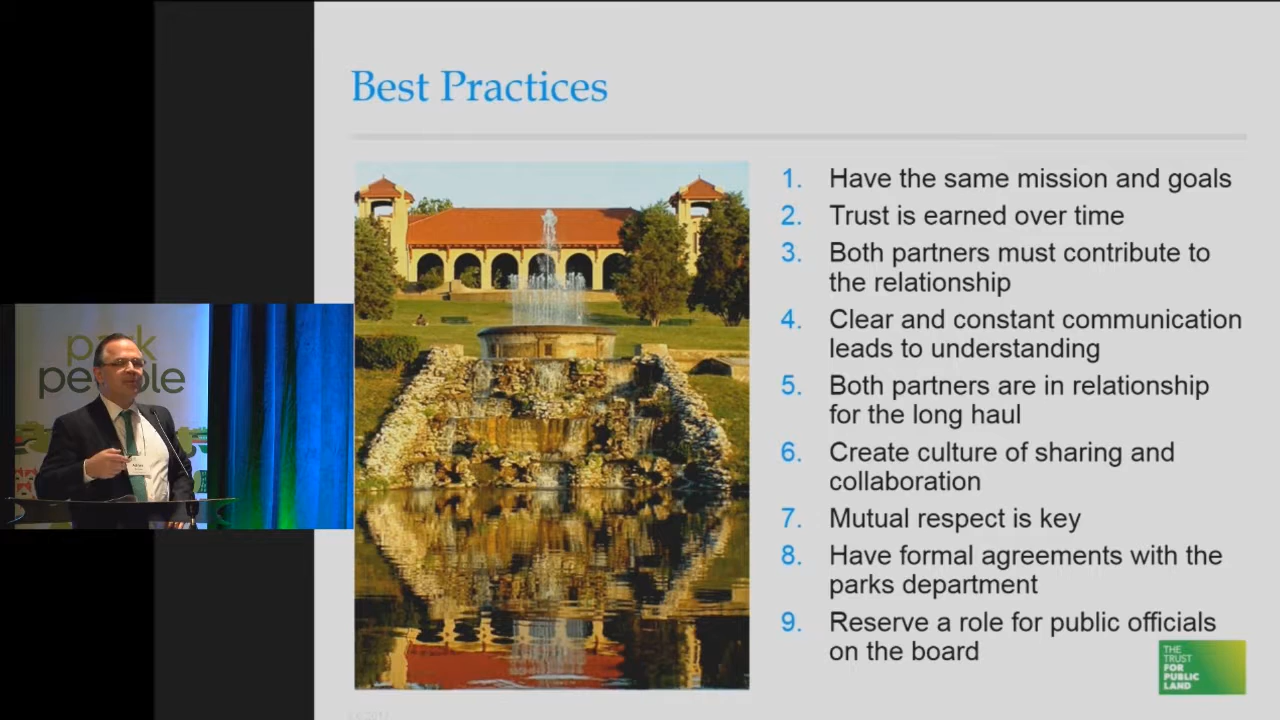 Best Practices
1. Have the same mission and goals
2. Trust is earned over time
3. Both partners must contribute to
the relationship
4. Clear and constant communication
leads to understanding
5. Both partners are in relationship
for the long haul
6. Create culture of sharing and
collaboration
7. Mutual respect is key
8. Have formal agreements with the
parks department
9. Reserve a role for public officials
on the board
THE
TRUST
FOR
PUBLIC
LAND
park
people